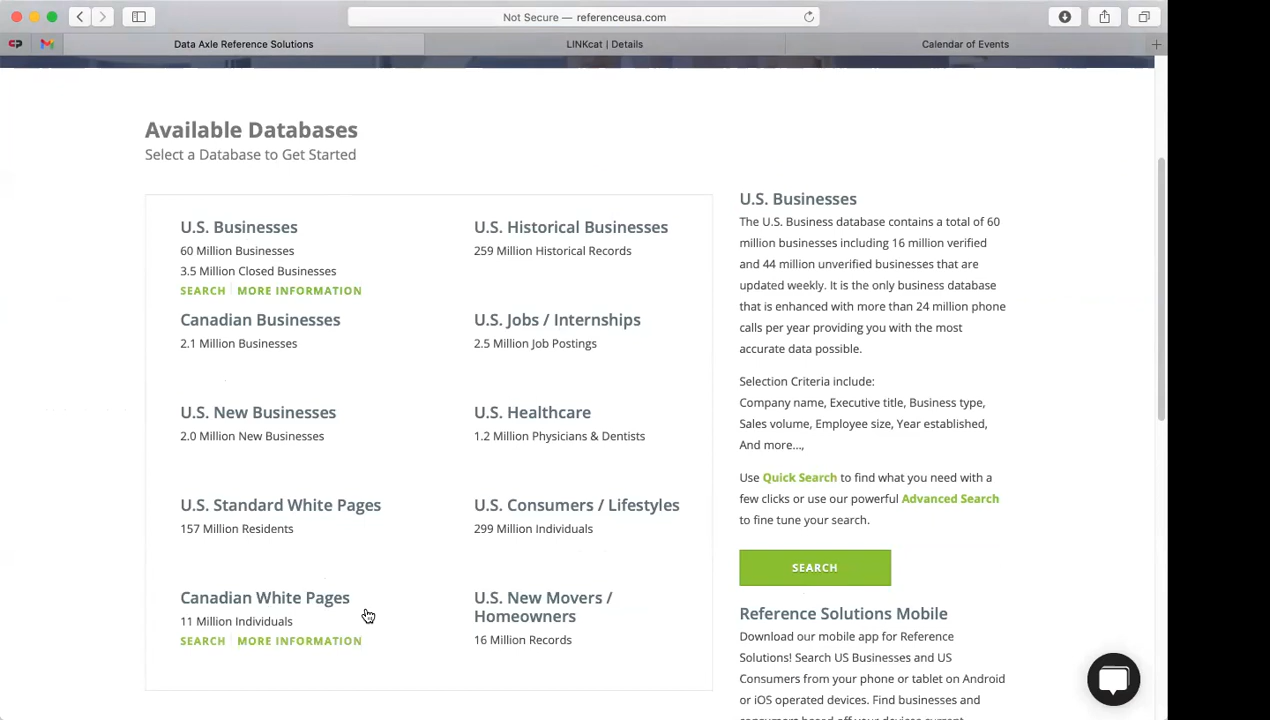 Not Secure — referenceusa.com
Data Axle Reference Solutions
LINKcat | Details
Calendar of Events
Available Databases
Select a Database to Get Started
U.S. Businesses
60 Million Businesses
3.5 Million Closed Businesses
SEARCH MORE INFORMATION
U.S. Historical Businesses
259 Million Historical Records
Canadian Businesses
2.1 Million Businesses
U.S. Jobs / Internships
2.5 Million Job Postings
U.S. New Businesses
2.0 Million New Businesses
U.S. Healthcare
1.2 Million Physicians & Dentists
U.S. Standard White Pages
157 Million Residents
U.S. Consumers / Lifestyles
299 Million Individuals
Canadian White Pages
11 Million Individuals
SEARCH MORE INFORMATION
U.S. New Movers /
Homeowners
16 Million Records
U.S. Businesses
The U.S. Business database contains a total of 60
million businesses including 16 million verified
and 44 million unverified businesses that are
updated weekly. It is the only business database
that is enhanced with more than 24 million phone
calls per year providing you with the most
accurate data possible.
Selection Criteria include:
Company name, Executive title, Business type,
Sales volume, Employee size, Year established,
And more...,
Use Quick Search to find what you need with a
few clicks or use our powerful Advanced Search
to fine tune your search.
SEARCH
Reference Solutions Mobile
Download our mobile app for Reference
Solutions! Search US Businesses and US
Consumers from your phone or tablet on Android
or iOS operated devices. Find businesses and
consumers based off your devices current